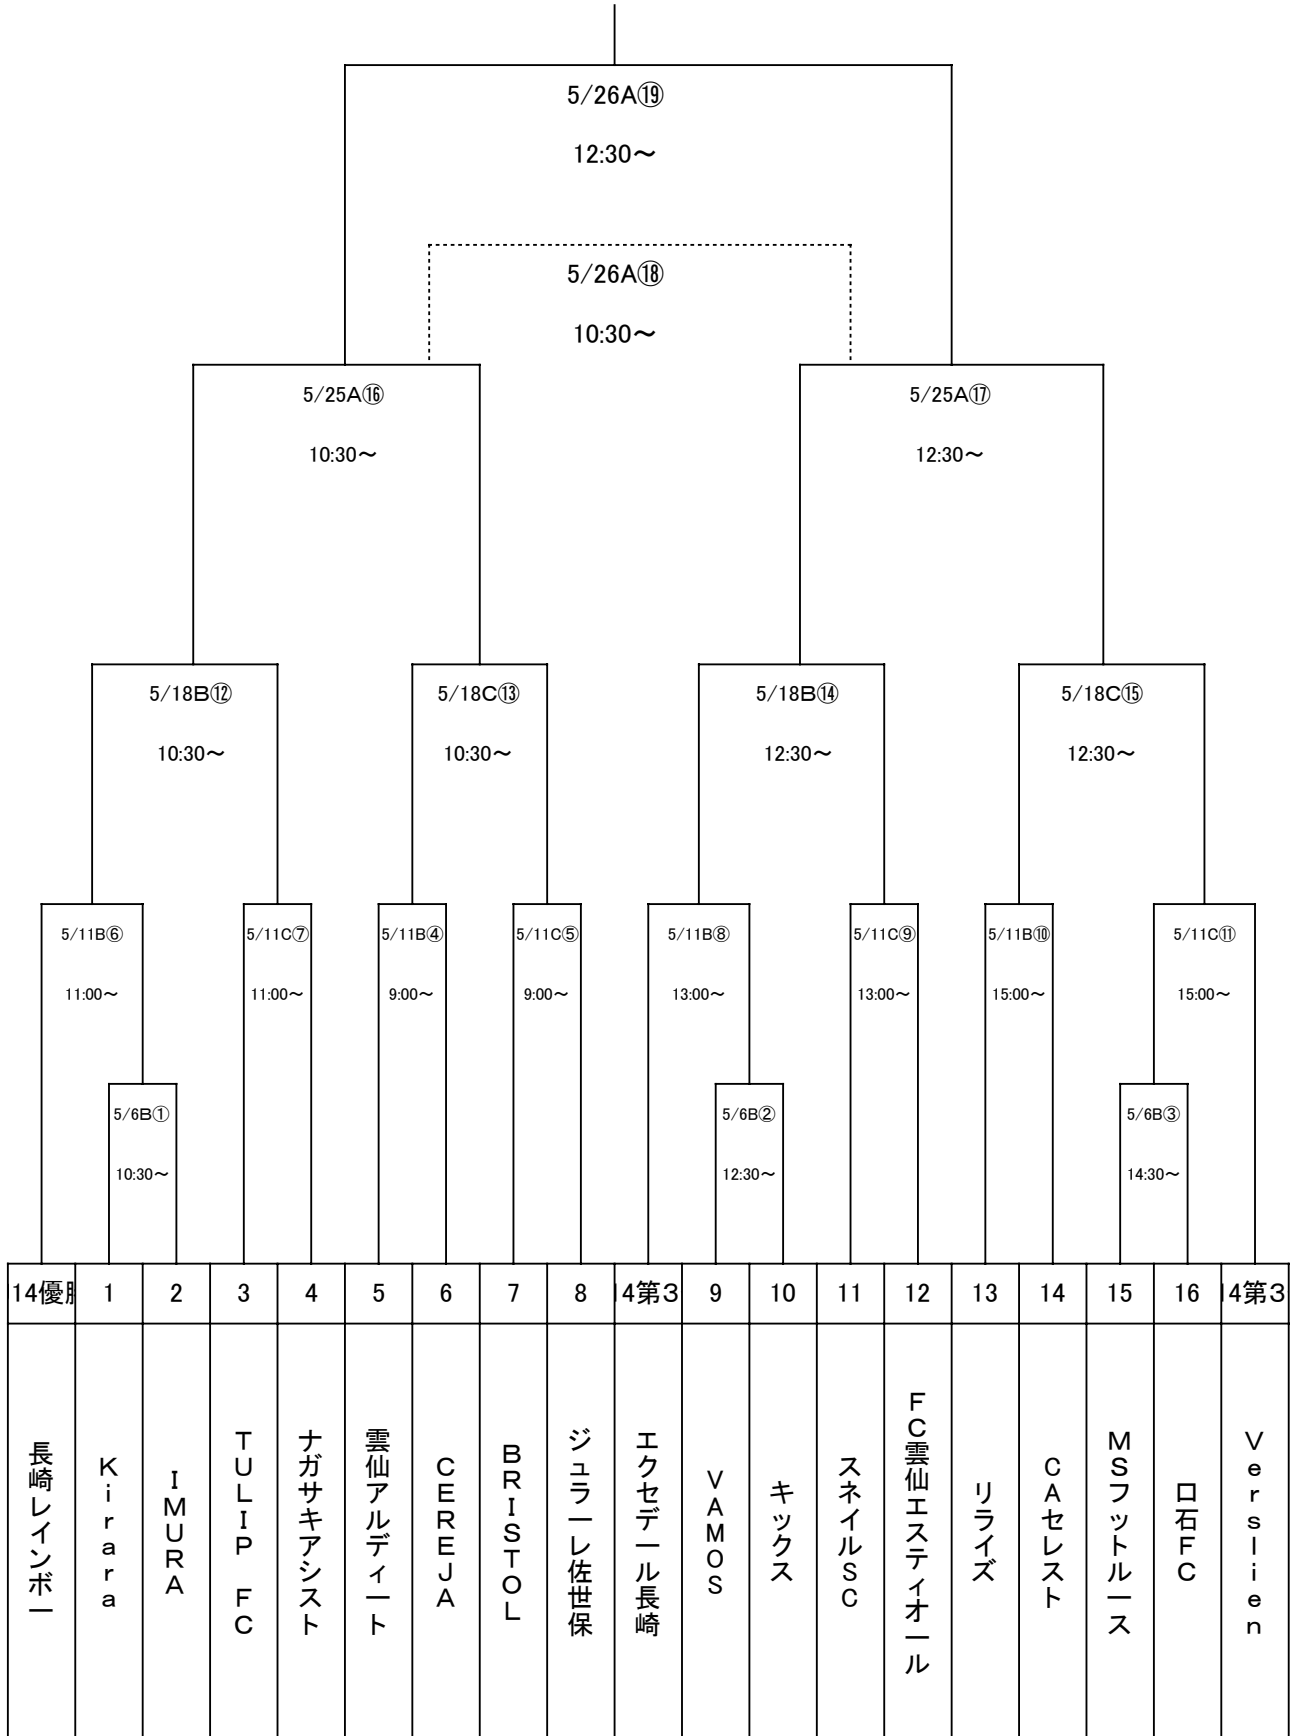 5/26A⑲
12:30～
5/26A⑱
10:30～
5/25A⑯
5/25A⑰
10:30～
12:30～
5/18B⑫
5/18C⑬
5/18B⑭
5/18C⑮
10:30～
10:30～
12:30～
12:30～
5/11B⑥
5/11C⑦
5/11B④
5/11C⑤
5/11B⑧
5/11C⑨
5/11B⑩
5/11C⑪
11:00～
11:00～
9:00～
9:00～
13:00～
13:00～
15:00～
15:00～
5/6B①
5/6B②
5/6B③
10:30～
12:30～
14:30～
14優
1
2
3
4
5
6
7
8
4第3
9
10
11
12
13
14
15
16
4第3
長崎レインボー
Kirara
IMURA
TULIP FC
ナガサキアシスト
雲仙アルディート
CEREJA
BRISTOL
ジュラーレ佐世保
エクセデール長崎
VAMOS
キックス
スネイルSC
FC雲仙エスティオール
リライズ
CAセレスト
MSフットルース
口石FC
Verslien